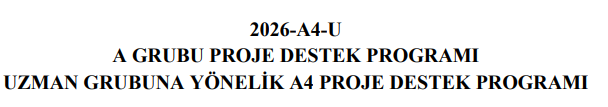 2026-A4-U
A GRUBU PROJE DESTEK PROGRAMI
UZMAN GRUBUNA YÖNELİK A4 PROJE DESTEK PROGRAMI